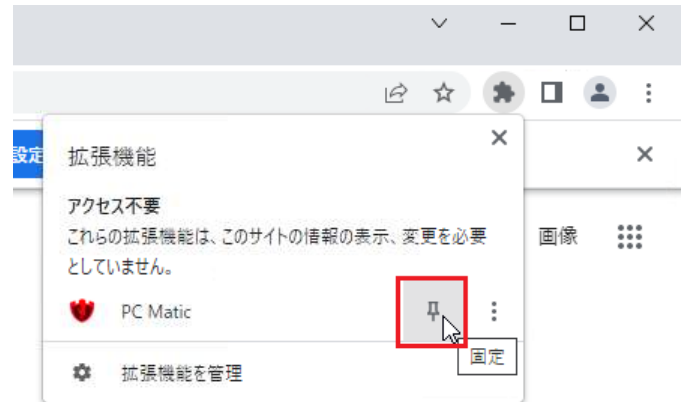 設定
拡張機能
アクセス不要
これらの拡張機能は、このサイトの情報の表示、変更を必要
としていません。
画像
PC Matic
固定
拡張機能を管理